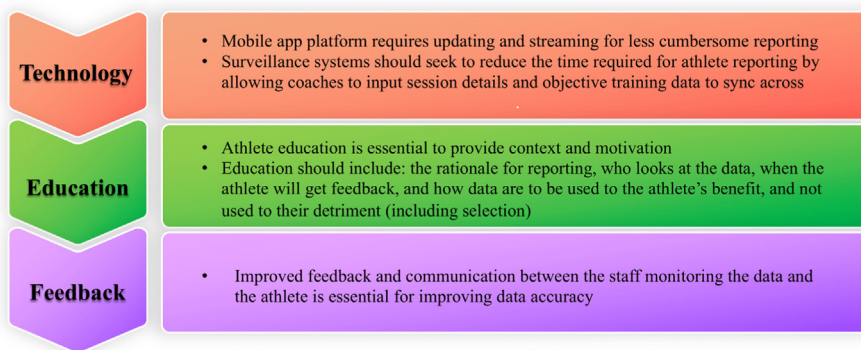 Technology
• Mobile app platform requires updating and streaming for less cumbersome reporting
• Surveillance systems should seek to reduce the time required for athlete reporting by
allowing coaches to input session details and objective training data to sync across
Education
• Athlete education is essential to provide context and motivation
• Education should include: the rationale for reporting, who looks at the data, when the
athlete will get feedback, and how data are to be used to the athlete's benefit, and not
used to their detriment (including selection)
Feedback
• Improved feedback and communication between the staff monitoring the data and
the athlete is essential for improving data accuracy